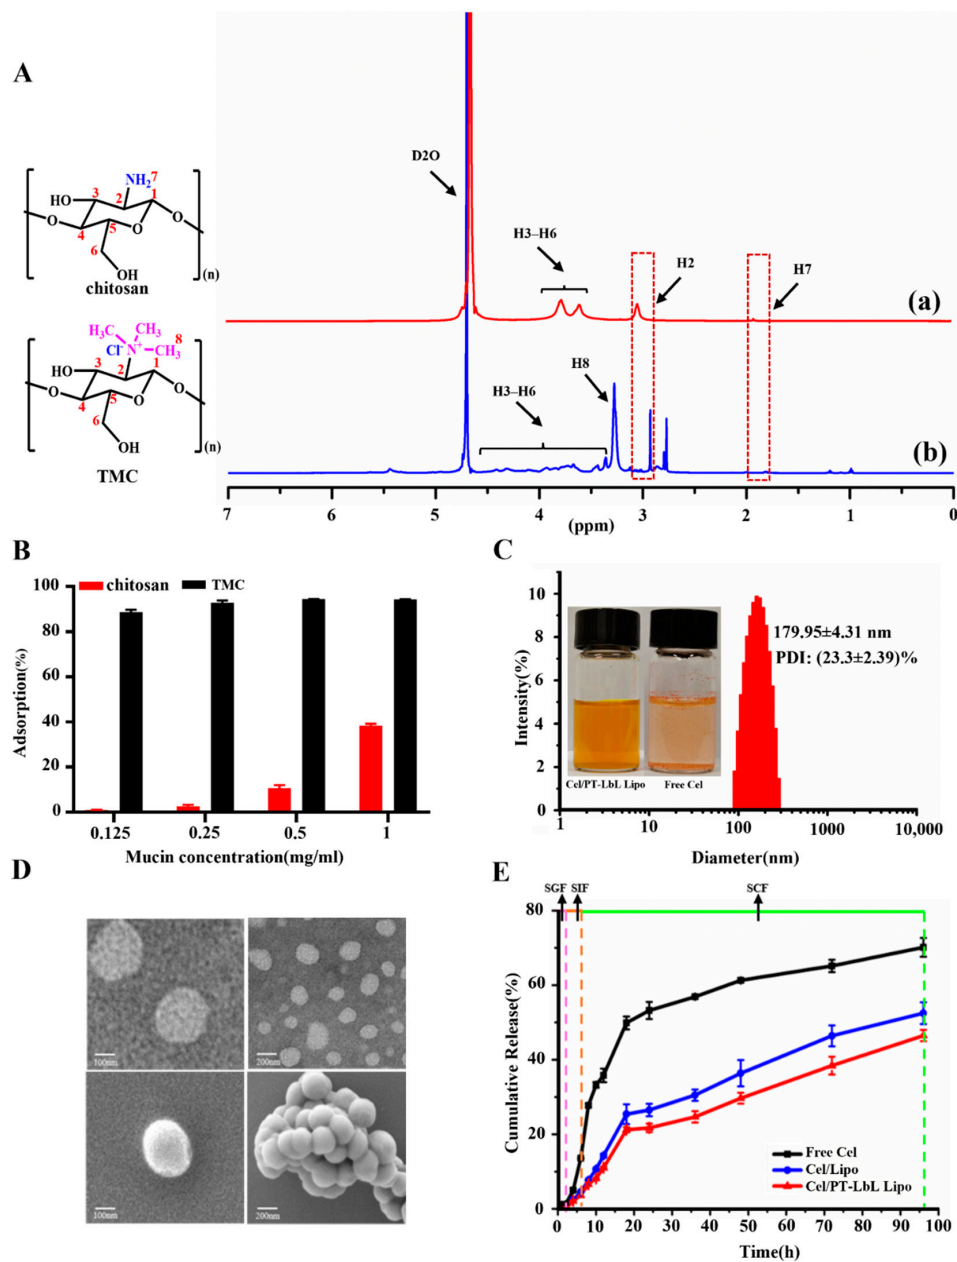 A
D2O
H3–H6
H2
H7
(a)
NH2
7
HO
3
2
1
O
O
4
5
6
OH
(n)
chitosan
H3C
CH3
8
Cl-
N+
CH3
HO
3
2
1
O
O
4
5
6
OH
(n)
TMC
H3–H6
H8
(b)
7 6 5 4 3 2 1 0
(ppm)
B
chitosan TMC
Adsorption(%)
100
80
60
40
20
0
0.125 0.25 0.5 1
Mucin concentration(mg/ml)
C
Intensity(%)
10
8
6
4
2
0
179.95±4.31 nm
PDI: (23.3±2.39)%
Cel/PT-LbL Lipo Free Cel
1 10 100 1000 10,000
Diameter(nm)
D
100nm
200nm
100nm
200nm
E
SGF SIF SCF
Cumulative Release(%)
80
60
40
20
0
Free Cel
Cel/Lipo
Cel/PT-LbL Lipo
0 10 20 30 40 50 60 70 80 90 100
Time(h)